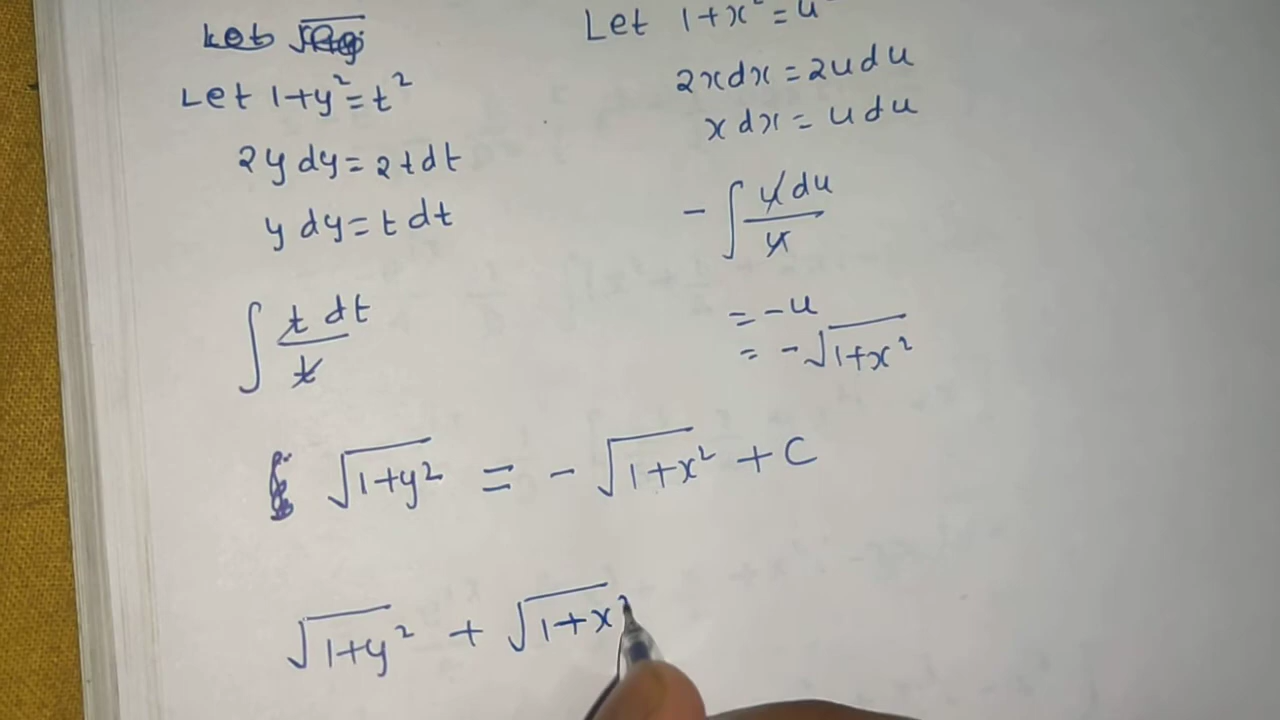 Let 1+y²=t²
2y dy = 2t dt
y dy = t dt
∫ t dt / t
Let 1+x² = u
2x dx = 2u du
x dx = u du
- ∫ u du / u
= -u
= -√1+x²
√1+y² = -√1+x² + C
√1+y² + √1+x²